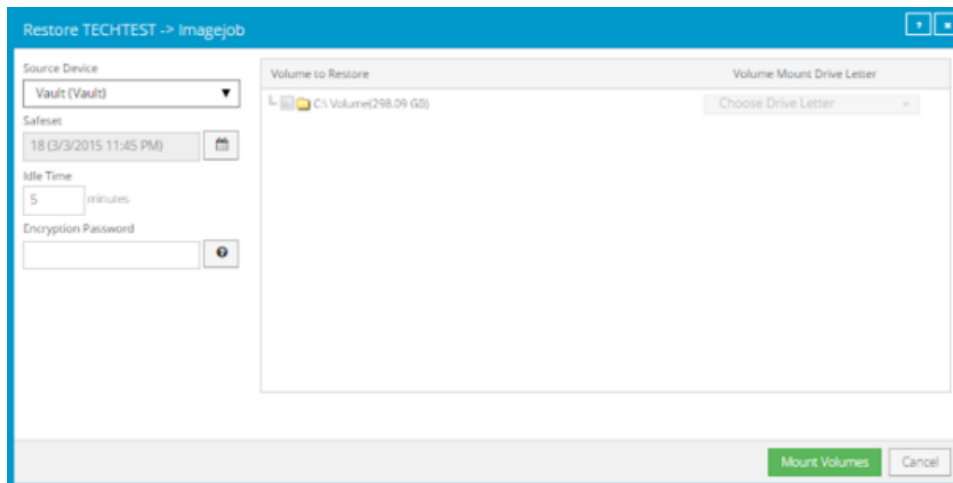 Restore TECHTEST -> Imagejob
Source Device
Vault (Vault)
Safeset
18 (3/3/2015 11:45 PM)
Idle Time
5 minutes
Encryption Password
Volume to Restore
Volume Mount Drive Letter
C:\ Volume(298.09 GB)
Choose Drive Letter
Mount Volumes
Cancel